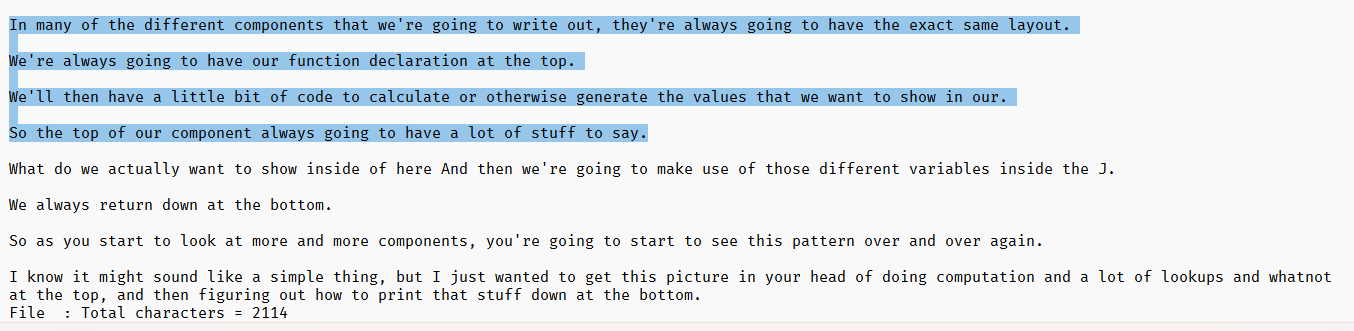 In many of the different components that we're going to write out, they're always going to have the exact same layout.
We're always going to have our function declaration at the top.
We'll then have a little bit of code to calculate or otherwise generate the values that we want to show in our.
So the top of our component always going to have a lot of stuff to say.
What do we actually want to show inside of here And then we're going to make use of those different variables inside the J.
We always return down at the bottom.
So as you start to look at more and more components, you're going to start to see this pattern over and over again.
I know it might sound like a simple thing, but I just wanted to get this picture in your head of doing computation and a lot of lookups and whatnot
at the top, and then figuring out how to print that stuff down at the bottom.
File  : Total characters = 2114